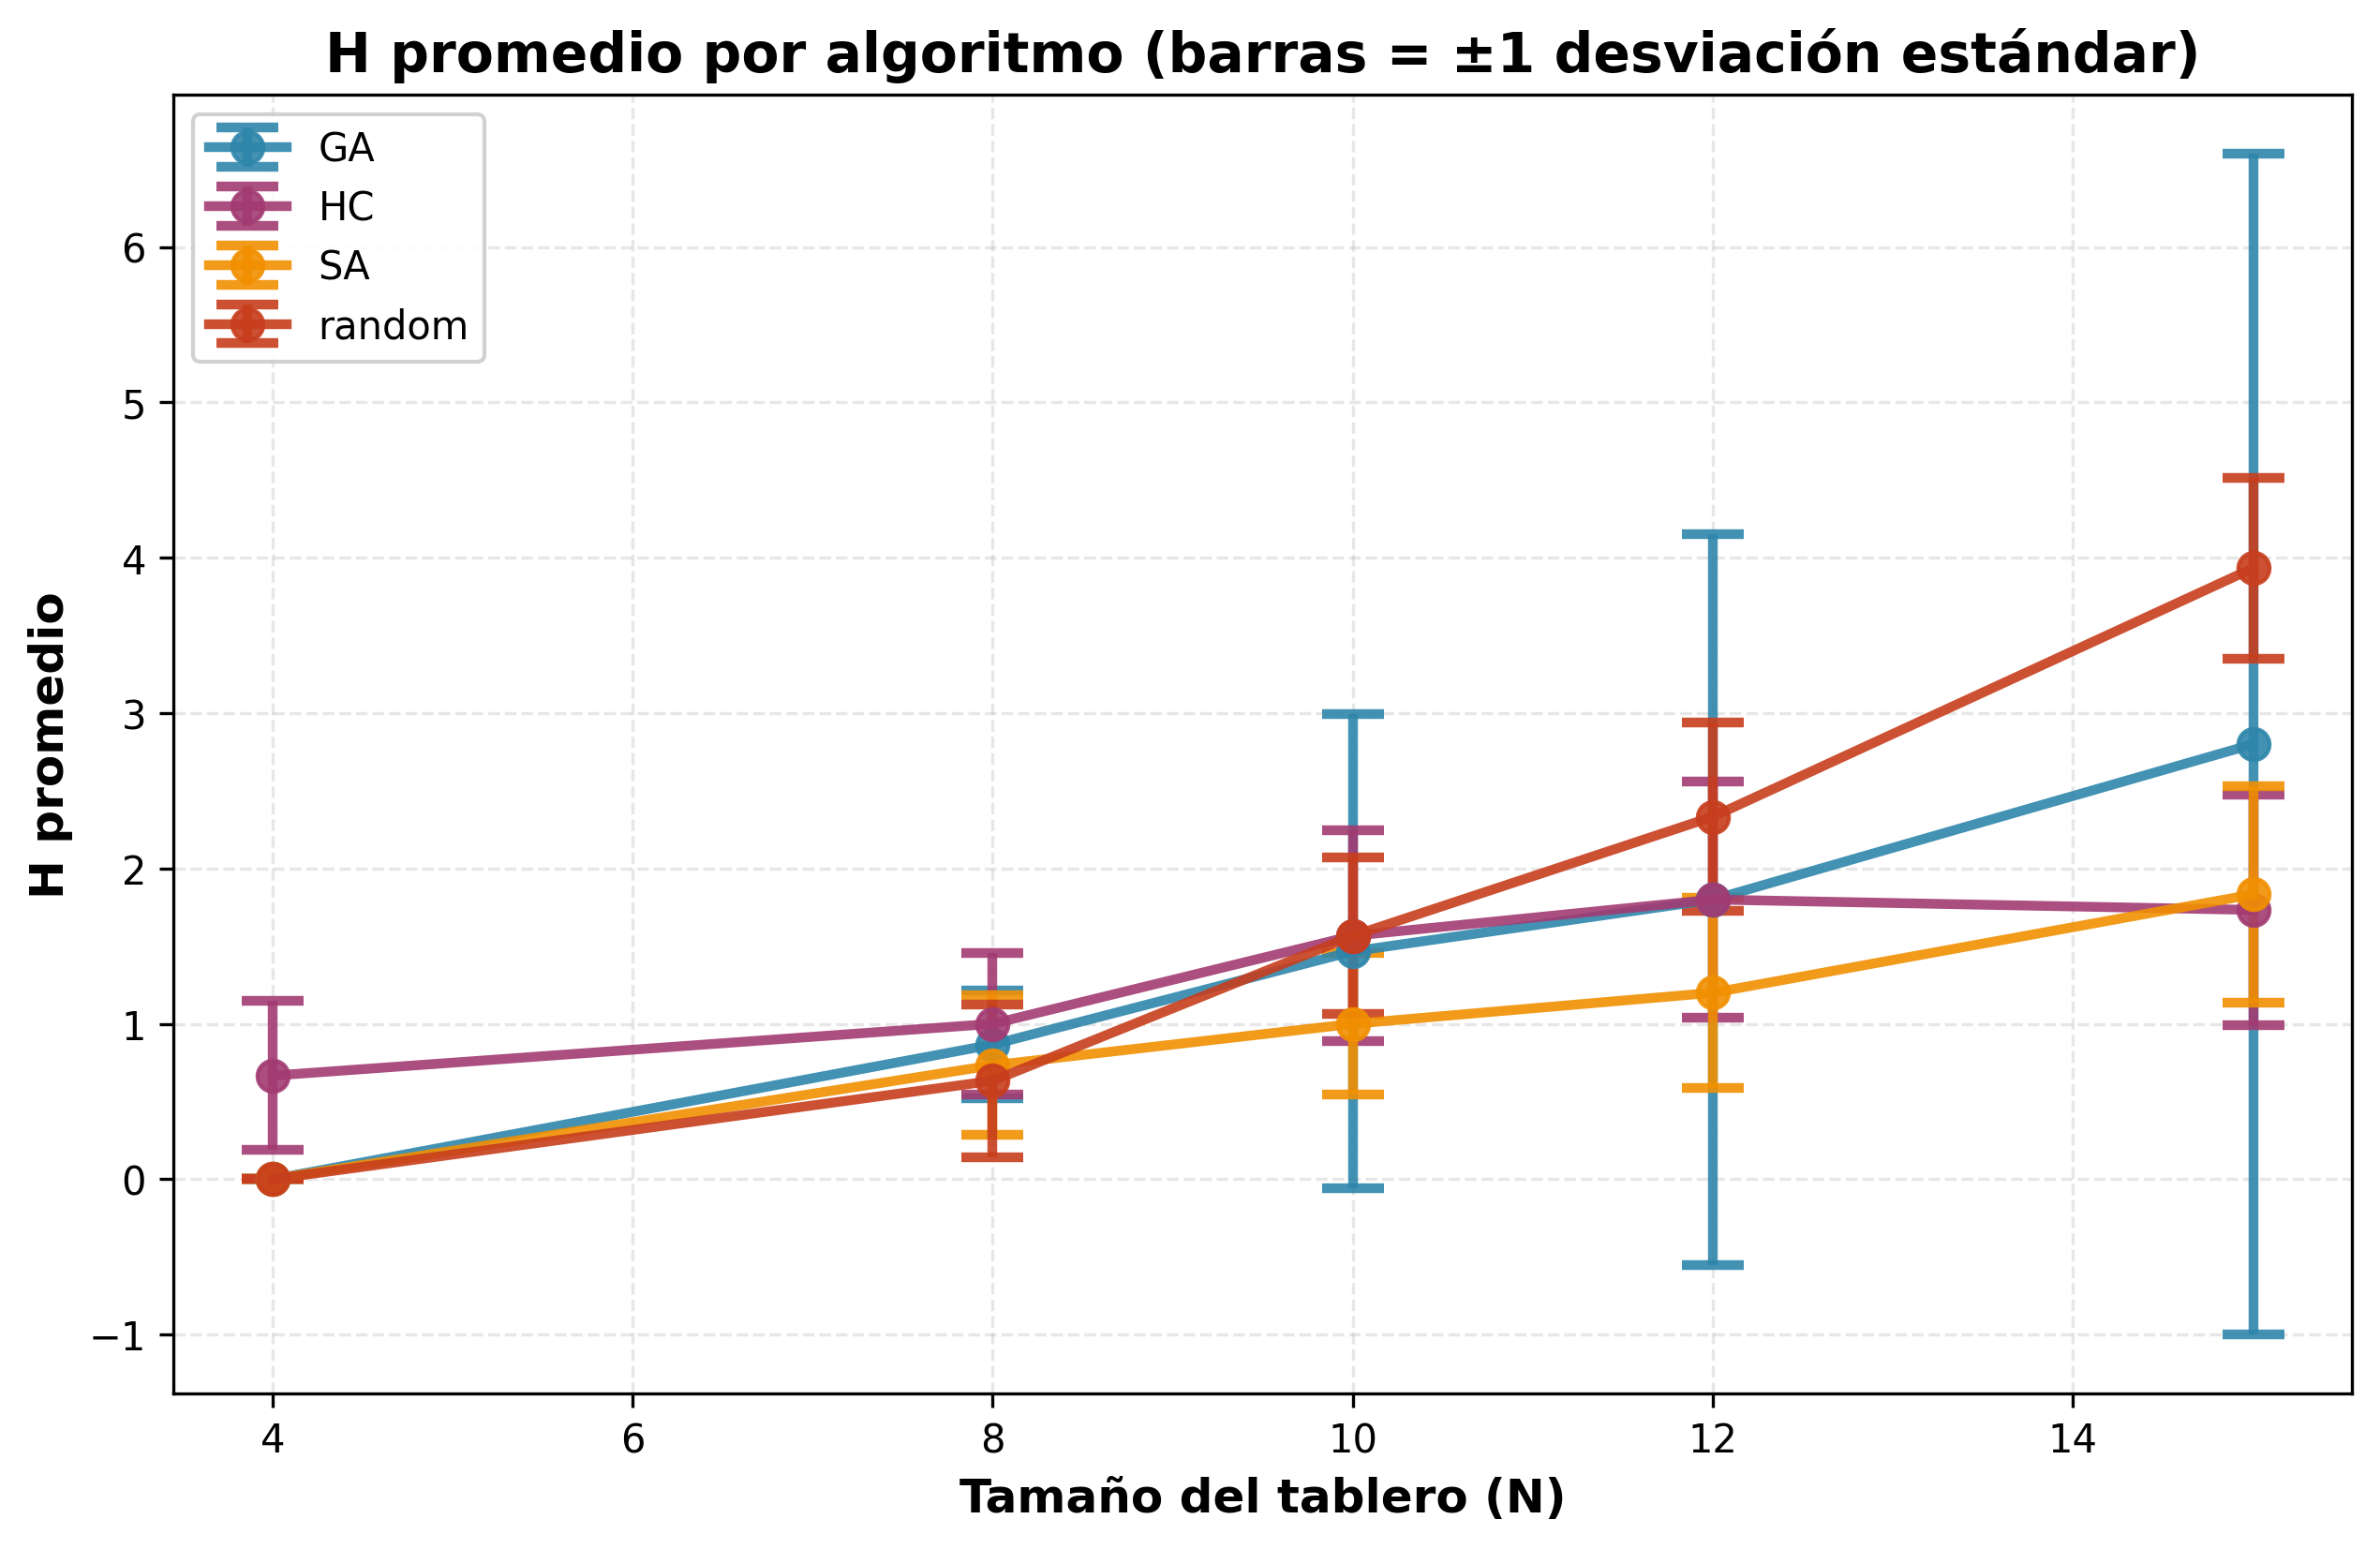 H promedio por algoritmo (barras = ±1 desviación estándar)
GA
HC
SA
random
H promedio
6
5
4
3
2
1
0
−1
4
6
8
10
12
14
Tamaño del tablero (N)